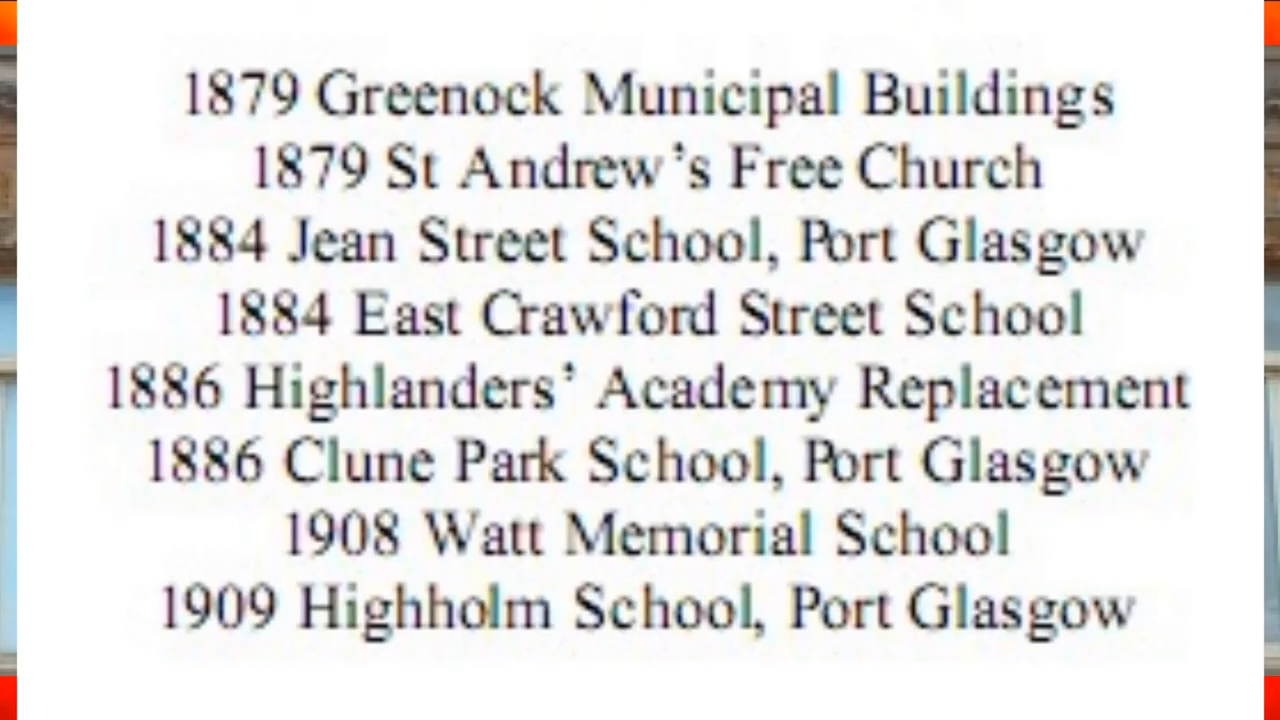 1879 Greenock Municipal Buildings
1879 St Andrew’s Free Church
1884 Jean Street School, Port Glasgow
1884 East Crawford Street School
1886 Highlanders’ Academy Replacement
1886 Clune Park School, Port Glasgow
1908 Watt Memorial School
1909 Highholm School, Port Glasgow